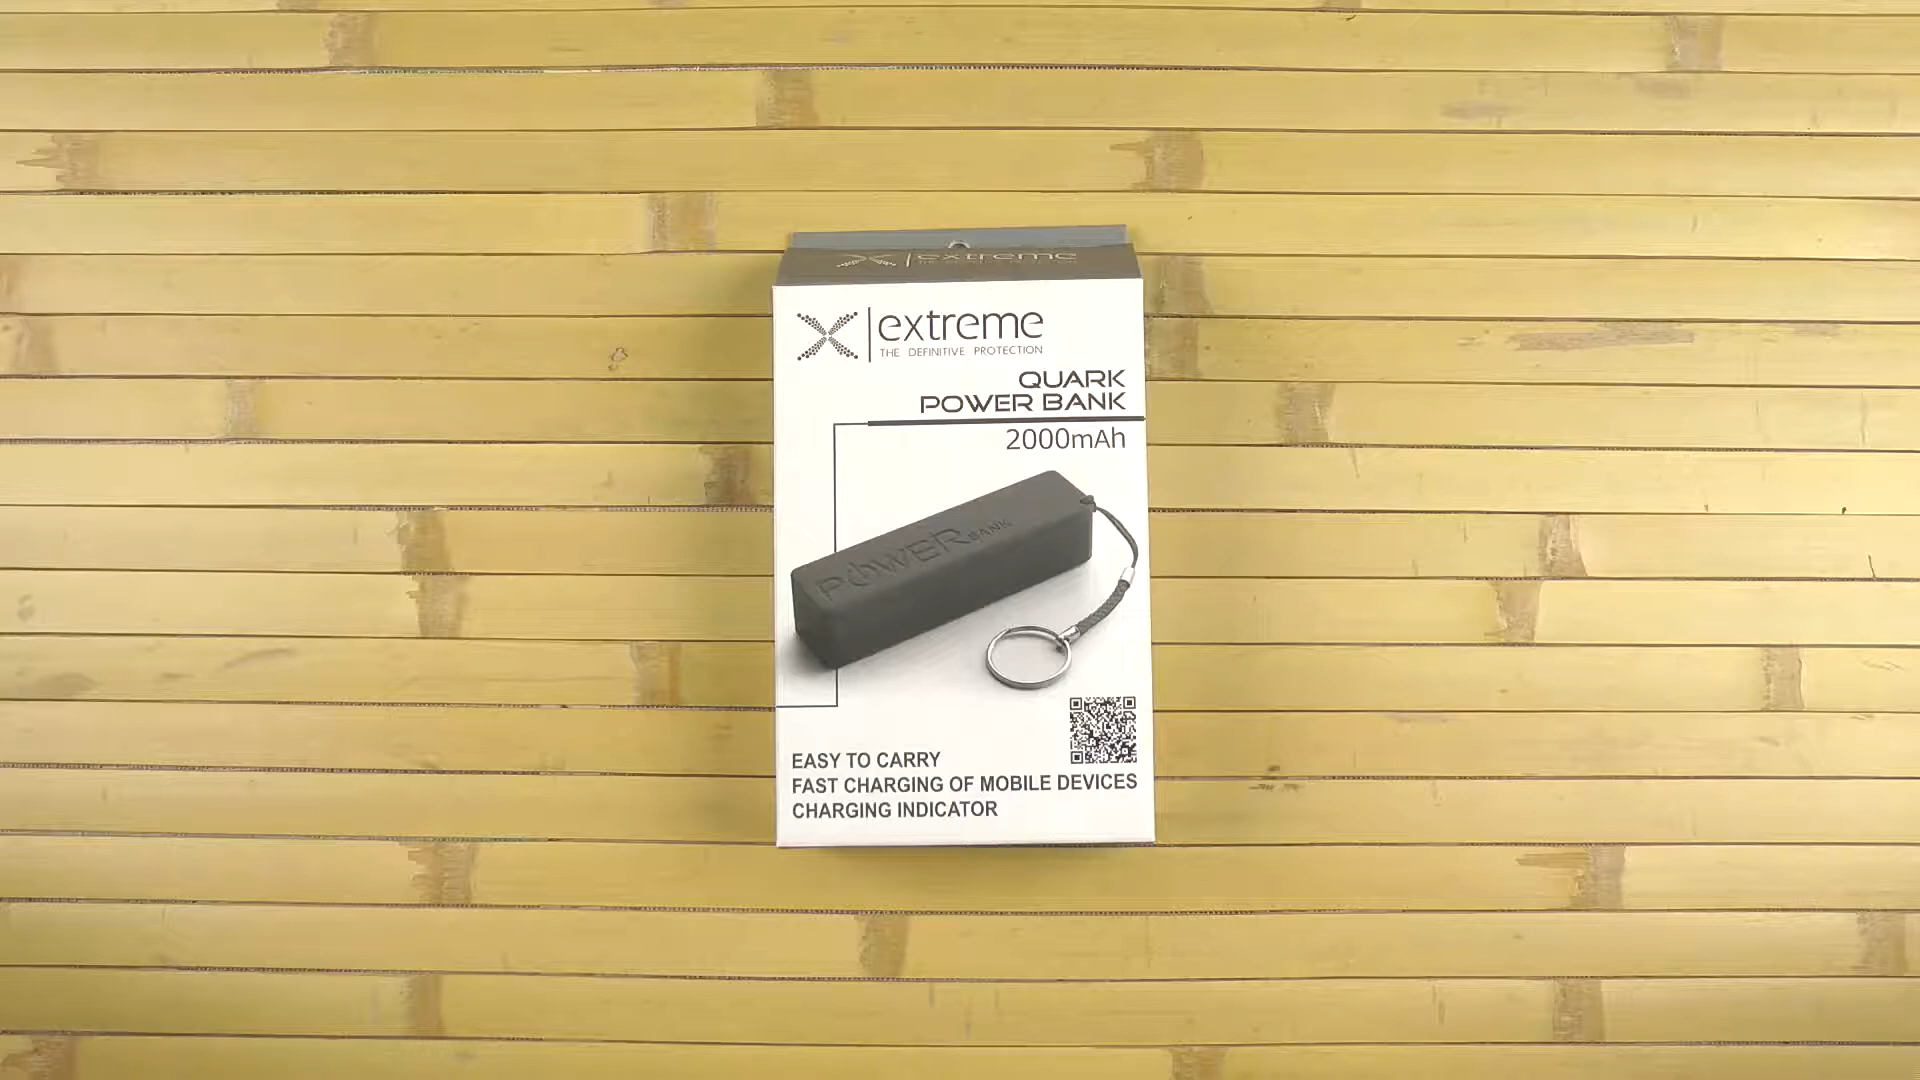 extreme
extreme
THE DEFINITIVE PROTECTION
QUARK
POWER BANK
2000mAh
POWER BANK
EASY TO CARRY
FAST CHARGING OF MOBILE DEVICES
CHARGING INDICATOR